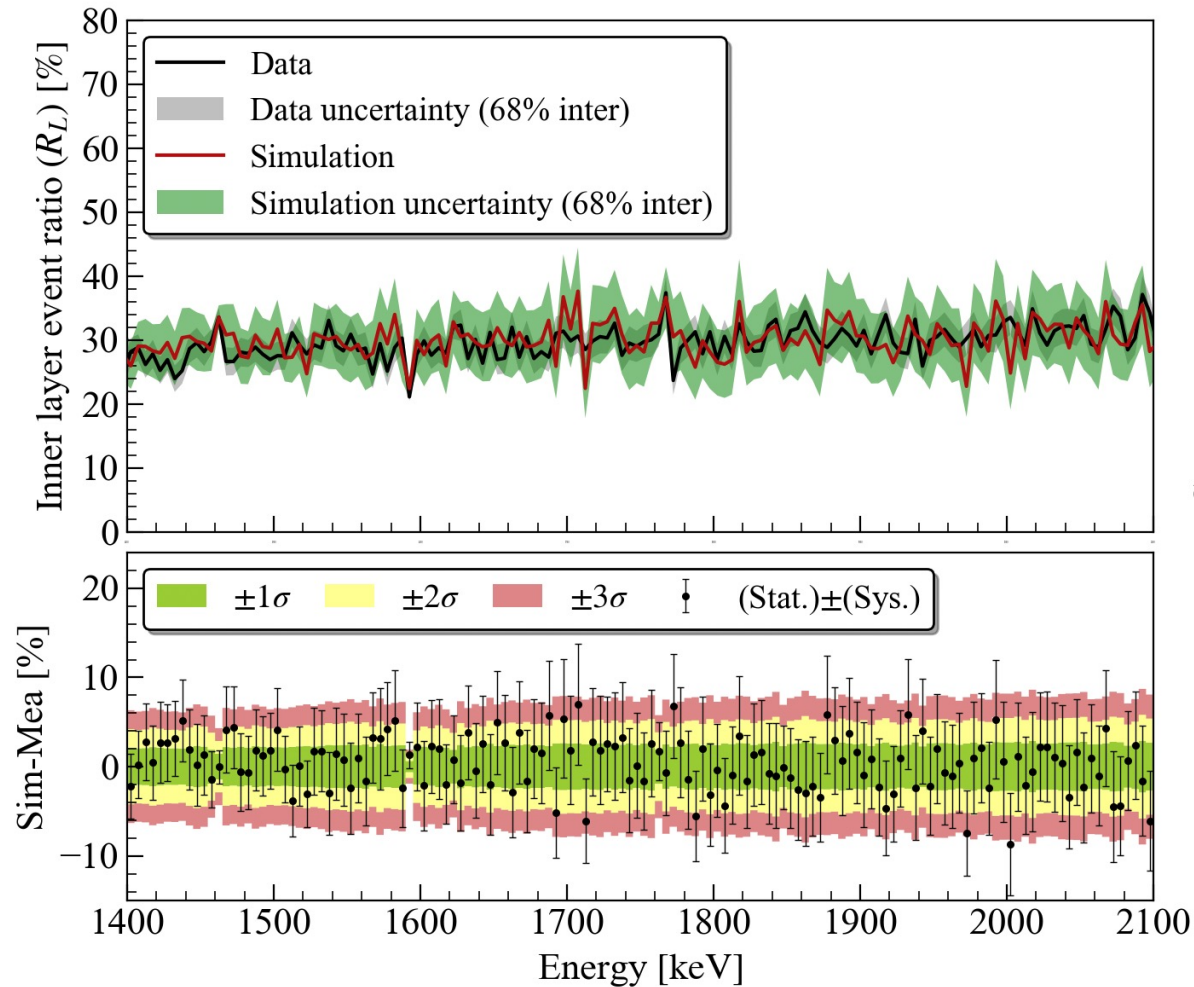 Inner layer event ratio (R_L) [%]
80
70
60
50
40
30
20
10
0
Data
Data uncertainty (68% inter)
Simulation
Simulation uncertainty (68% inter)
Sim-Mea [%]
20
10
0
−10
±1σ ±2σ ±3σ (Stat.)±(Sys.)
1400 1500 1600 1700 1800 1900 2000 2100
Energy [keV]